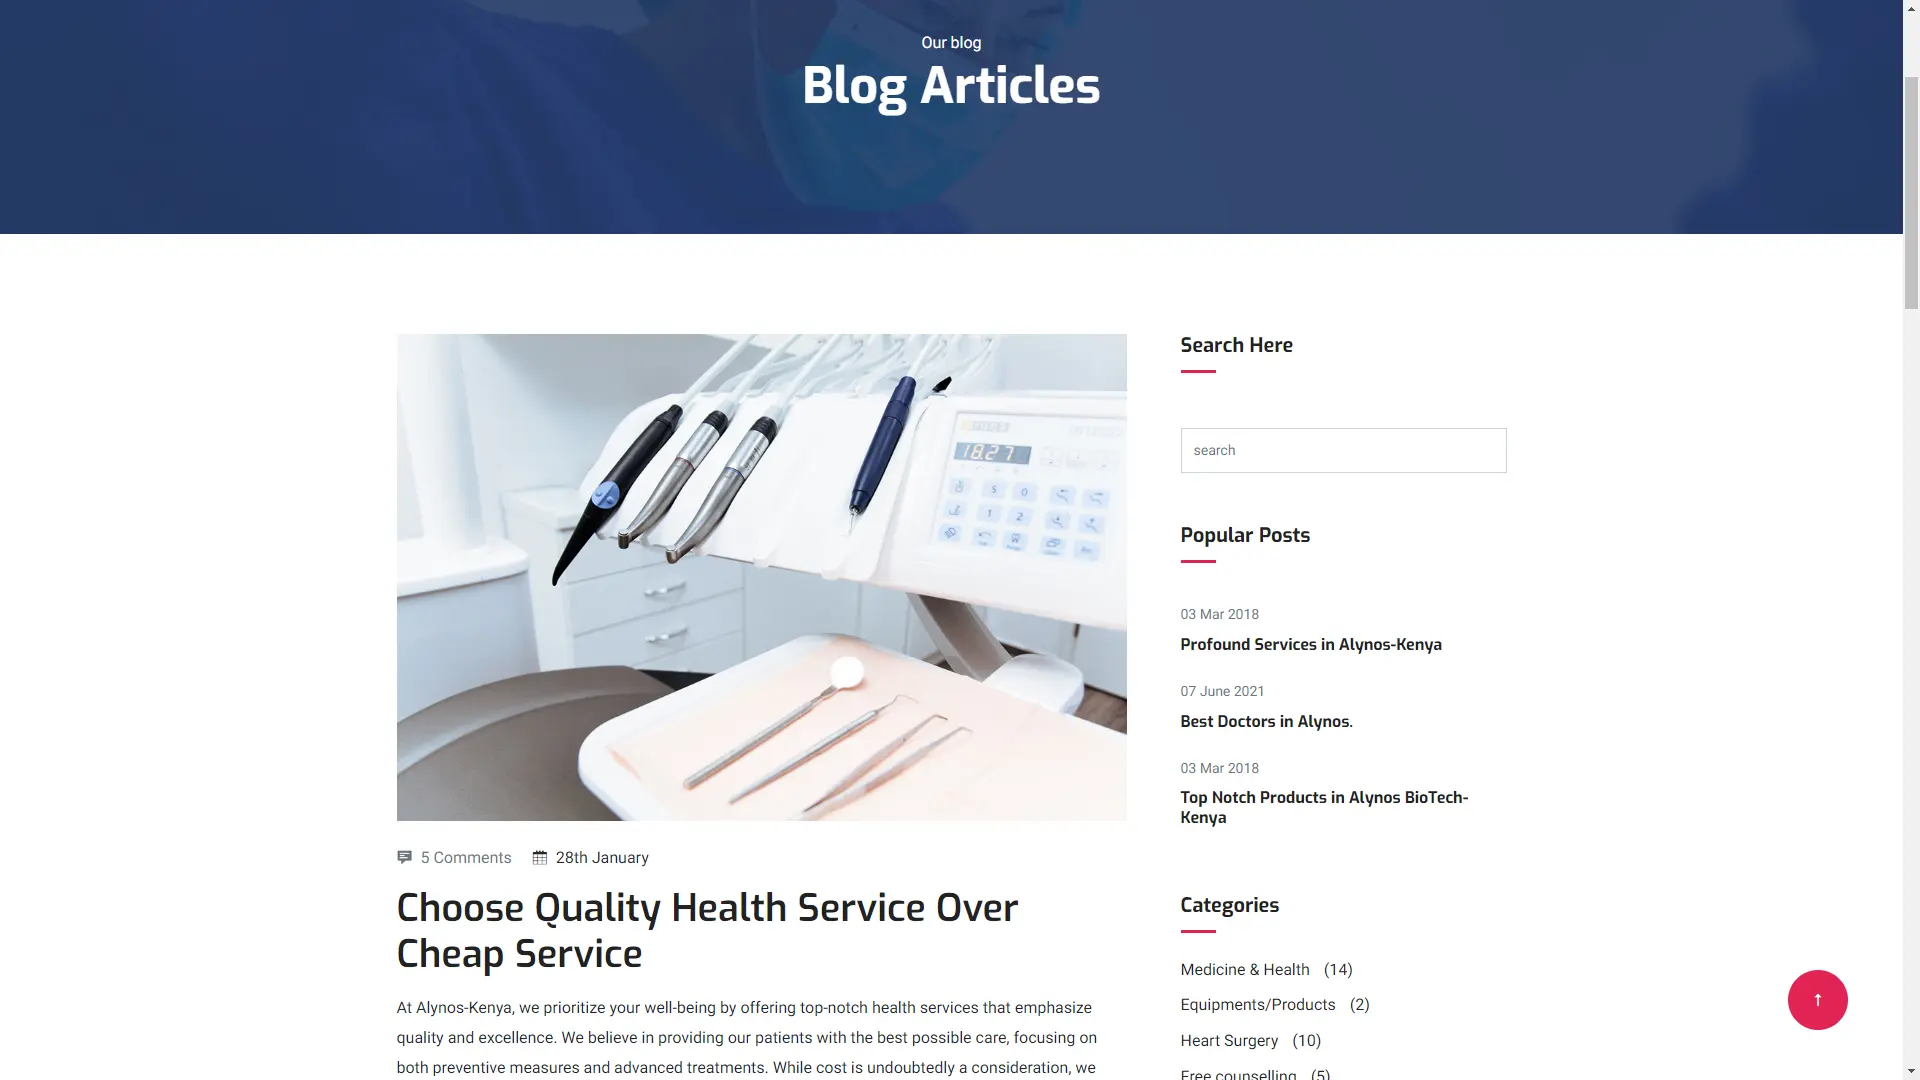 Our blog
Blog Articles
18.27
5 Comments
28th January
Choose Quality Health Service Over
Cheap Service
At Alynos-Kenya, we prioritize your well-being by offering top-notch health services that emphasize
quality and excellence. We believe in providing our patients with the best possible care, focusing on
both preventive measures and advanced treatments. While cost is undoubtedly a consideration, we
Search Here
search
Popular Posts
03 Mar 2018
Profound Services in Alynos-Kenya
07 June 2021
Best Doctors in Alynos.
03 Mar 2018
Top Notch Products in Alynos BioTech-
Kenya
Categories
Medicine & Health (14)
Equipments/Products (2)
Heart Surgery (10)
Free counselling (5)